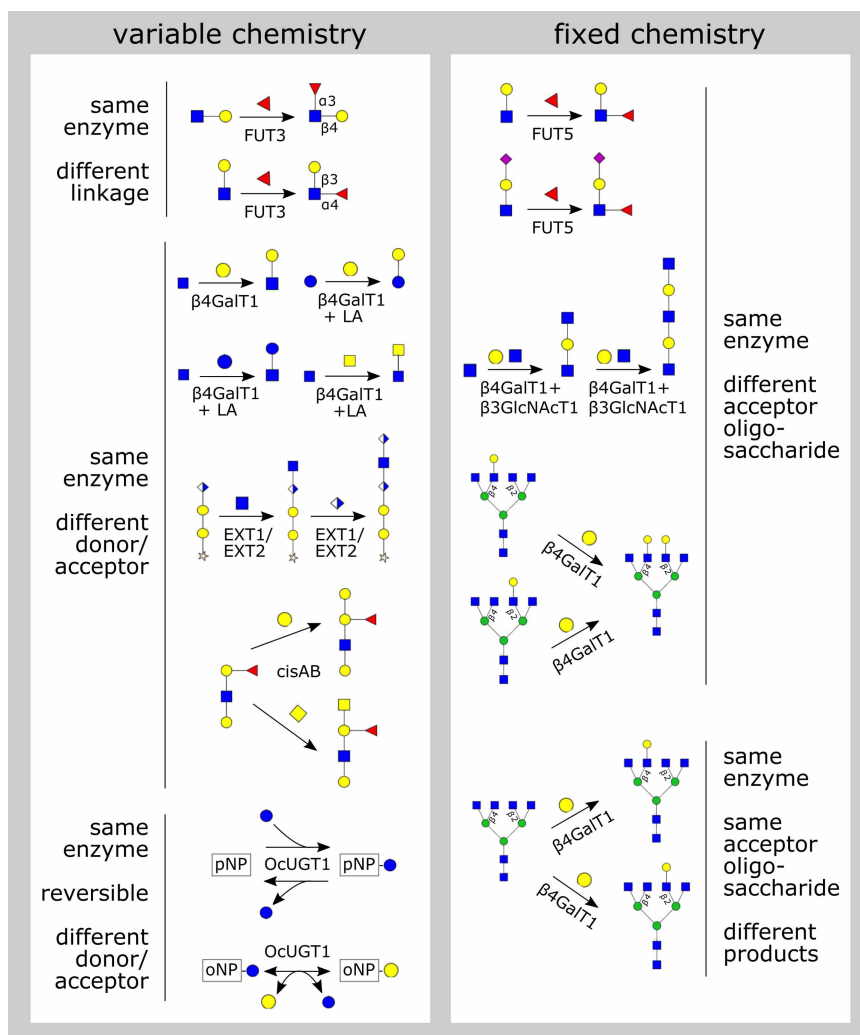 variable chemistry
same
enzyme
different
linkage
FUT3
α3
β4
FUT3
β3
α4
same
enzyme
different
donor/
acceptor
β4GalT1
β4GalT1
+ LA
β4GalT1
+ LA
β4GalT1
+LA
EXT1/
EXT2
EXT1/
EXT2
cisAB
same
enzyme
reversible
different
donor/
acceptor
pNP
OcUGT1
pNP
oNP
OcUGT1
oNP
fixed chemistry
FUT5
FUT5
β4GalT1+
β3GlcNAcT1
β4GalT1+
β3GlcNAcT1
β4
β2
β4GalT1
β4
β2
β4
β2
β4GalT1
same
enzyme
different
acceptor
oligo-
saccharide
β4
β2
β4GalT1
β4
β2
β4GalT1
β4
β2
same
enzyme
same
acceptor
oligo-
saccharide
different
products